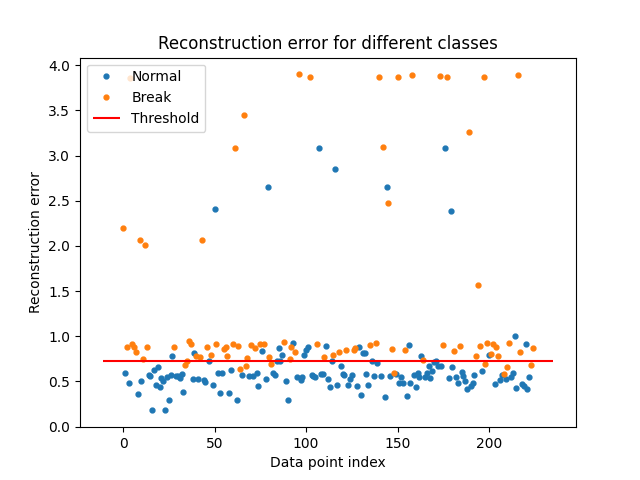 Reconstruction error for different classes
Normal
Break
Threshold
4.0
3.5
3.0
2.5
2.0
1.5
1.0
0.5
0.0
Reconstruction error
0 50 100 150 200
Data point index